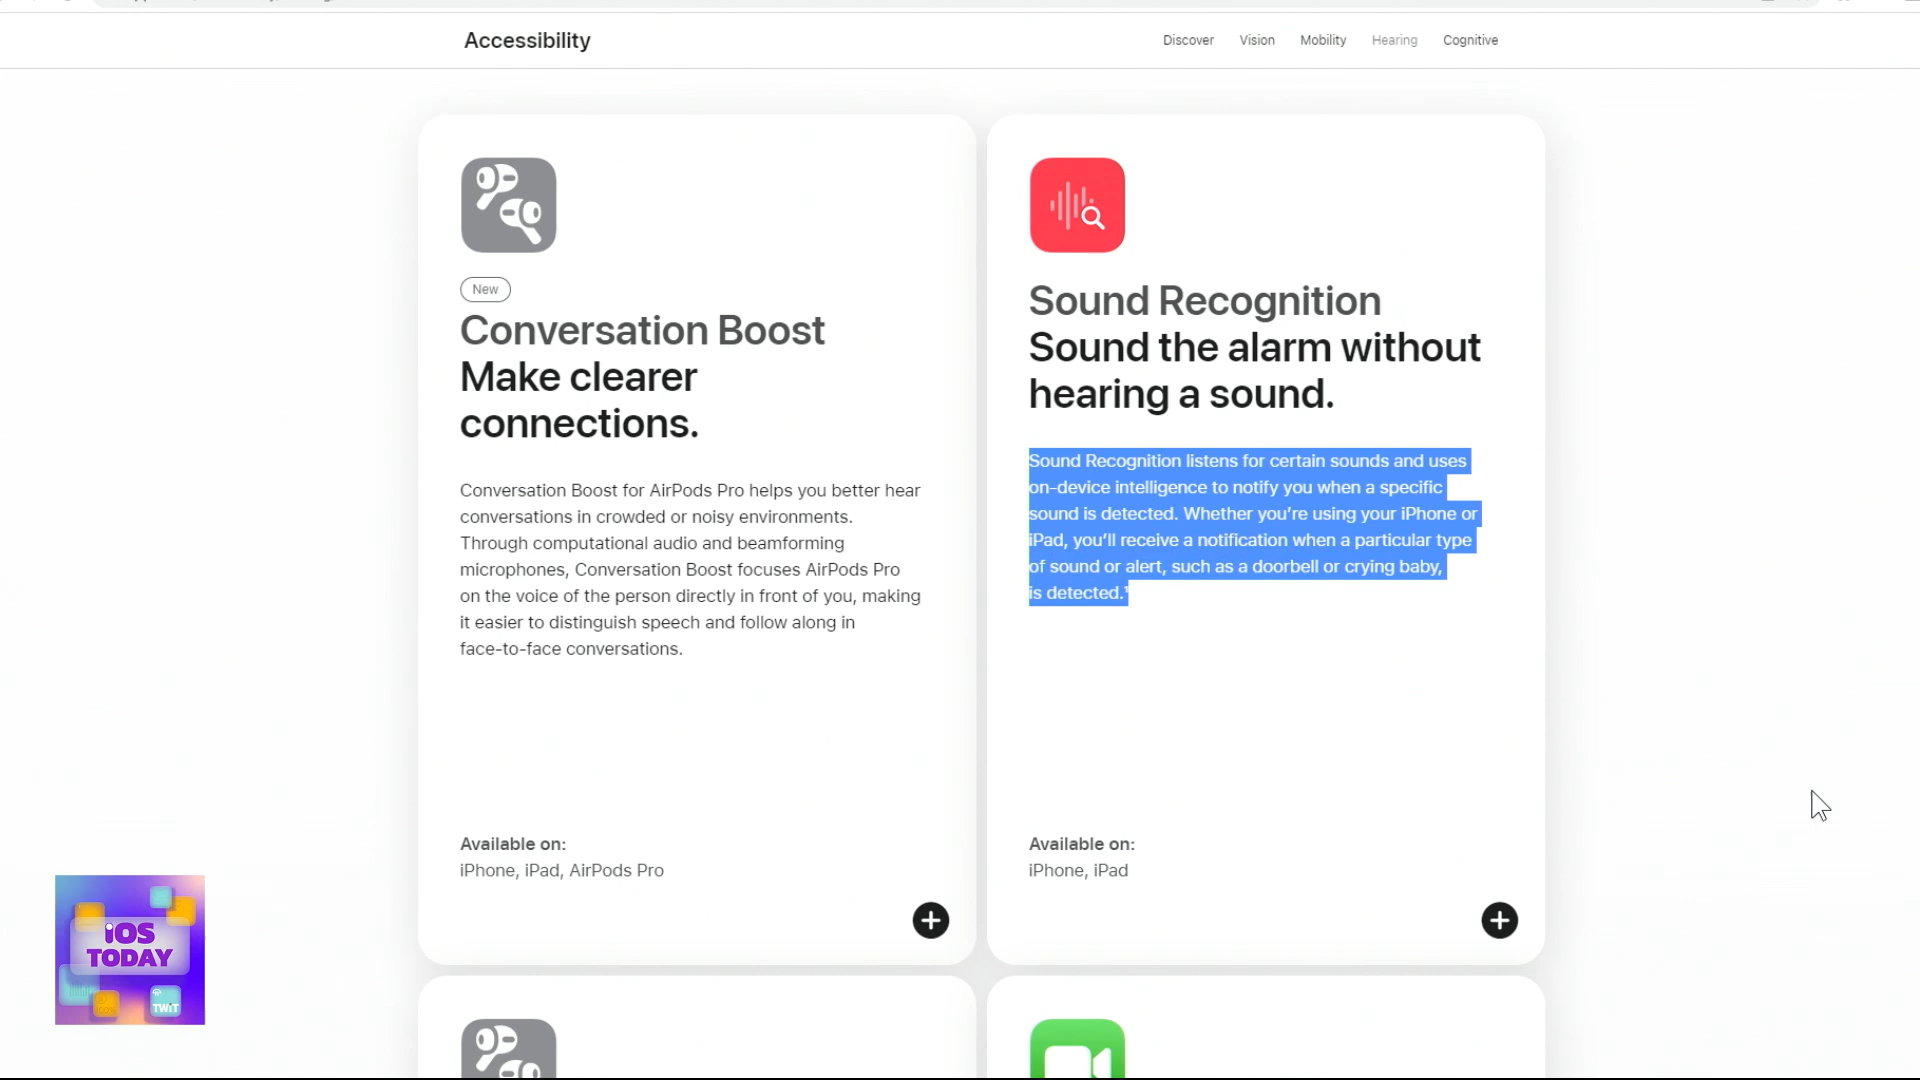 Accessibility
Discover Vision Mobility Hearing Cognitive
New
Conversation Boost
Make clearer
connections.
Conversation Boost for AirPods Pro helps you better hear
conversations in crowded or noisy environments.
Through computational audio and beamforming
microphones, Conversation Boost focuses AirPods Pro
on the voice of the person directly in front of you, making
it easier to distinguish speech and follow along in
face-to-face conversations.
Available on:
iPhone, iPad, AirPods Pro
Sound Recognition
Sound the alarm without
hearing a sound.
Sound Recognition listens for certain sounds and uses
on-device intelligence to notify you when a specific
sound is detected. Whether you’re using your iPhone or
iPad, you’ll receive a notification when a particular type
of sound or alert, such as a doorbell or crying baby,
is detected.
Available on:
iPhone, iPad
iOS
TODAY
TWiT